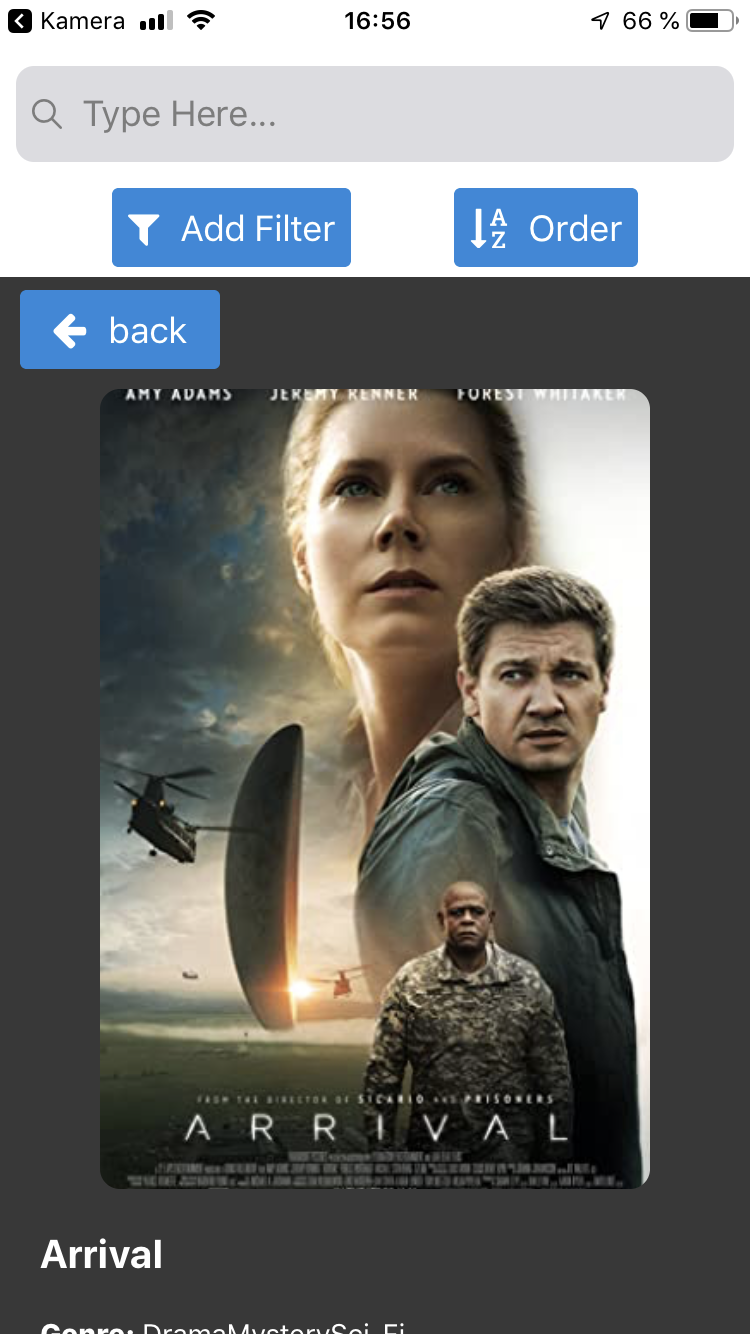 Kamera 16:56 66 %
Type Here...
Add Filter
Order
back
AMY ADAMS JEREMY RENNER FOREST WHITAKER
FROM THE DIRECTOR OF SICARIO AND PRISONERS
ARRIVAL
Arrival
Genre: DramaMysterySci-Fi